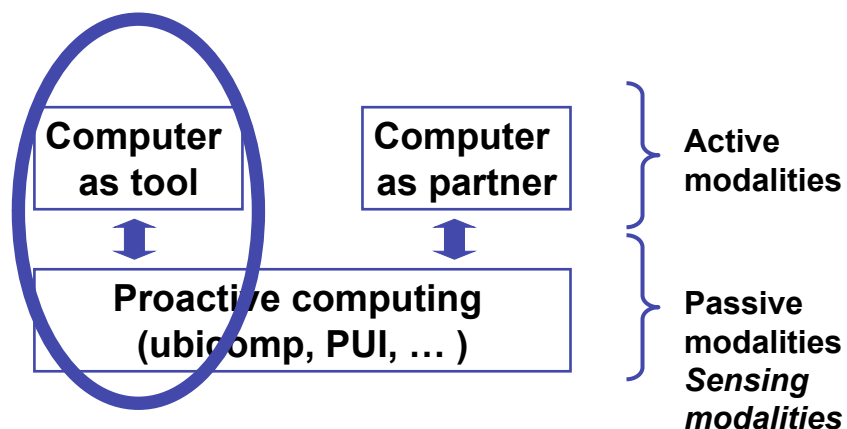 Computer
as tool
Computer
as partner
Active
modalities
Proactive computing
(ubicomp, PUI, … )
Passive
modalities
Sensing
modalities